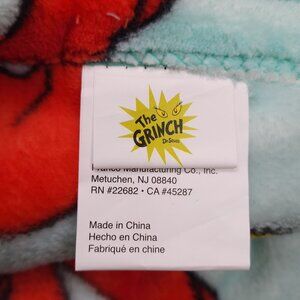 The
GRINCH
Dr. Seuss
Manufacturing Co., Inc.
Metuchen, NJ 08840
RN #22682 • CA #45287
Made in China
Hecho en China
Fabriqué en chine